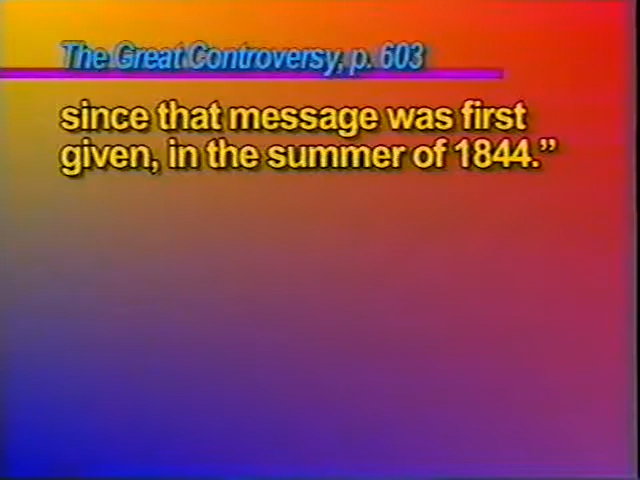 The Great Controversy, p. 603
since that message was first
given, in the summer of 1844.”